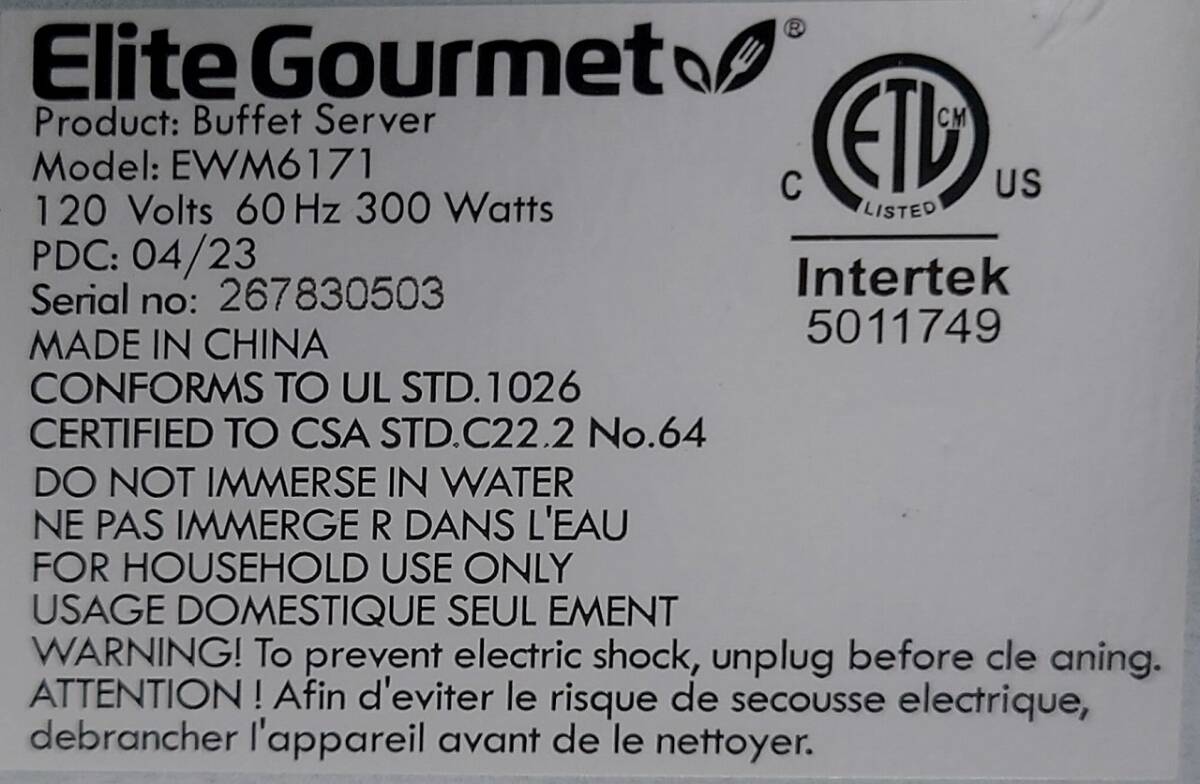 Elite Gourmet®
Product: Buffet Server
Model: EWM6171
120 Volts 60 Hz 300 Watts
PDC: 04/23
Serial no: 267830503
MADE IN CHINA
CONFORMS TO UL STD.1026
CERTIFIED TO CSA STD.C22.2 No.64
DO NOT IMMERSE IN WATER
NE PAS IMMERGE R DANS L'EAU
FOR HOUSEHOLD USE ONLY
USAGE DOMESTIQUE SEUL EMENT
WARNING! To prevent electric shock, unplug before cle aning.
ATTENTION ! Afin d'eviter le risque de secousse electrique,
debrancher l'appareil avant de le nettoyer.
ETL CM
C US
LISTED
Intertek
5011749